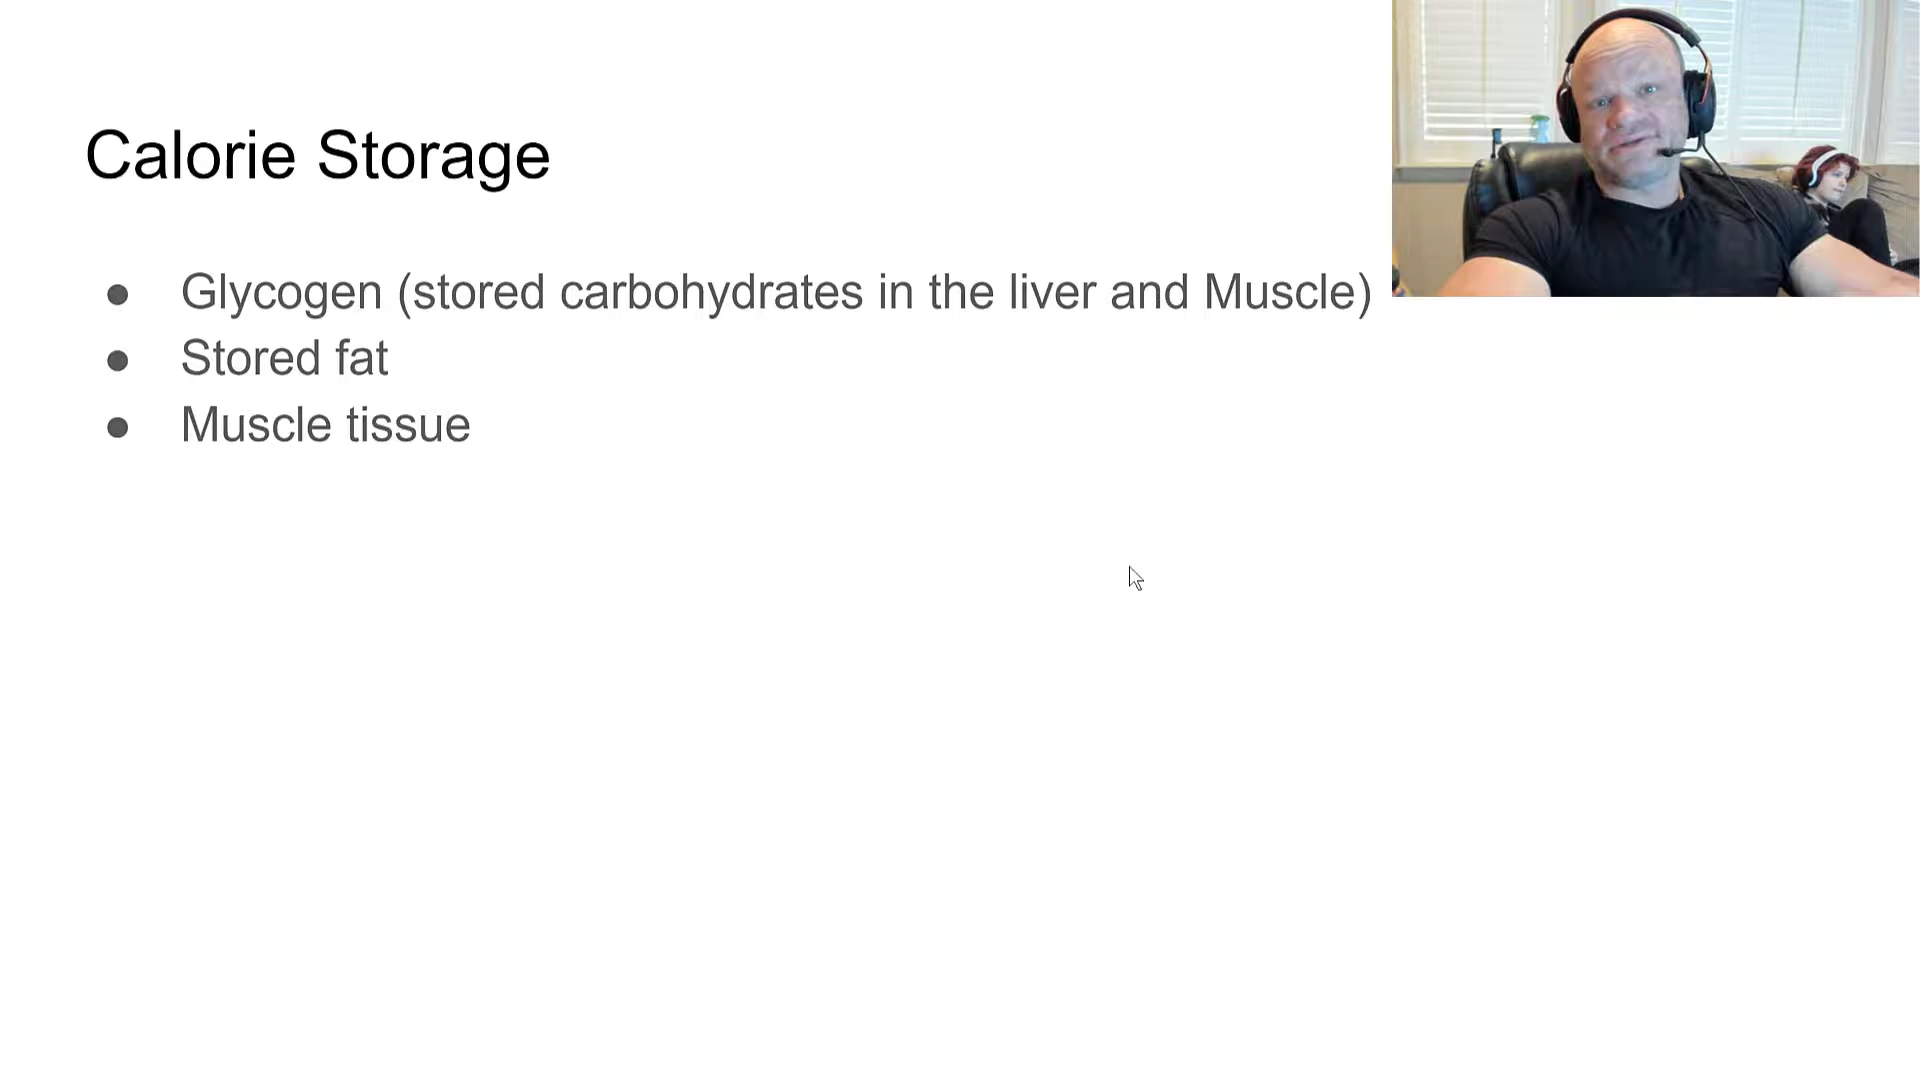 Calorie Storage
Glycogen (stored carbohydrates in the liver and Muscle)
Stored fat
Muscle tissue